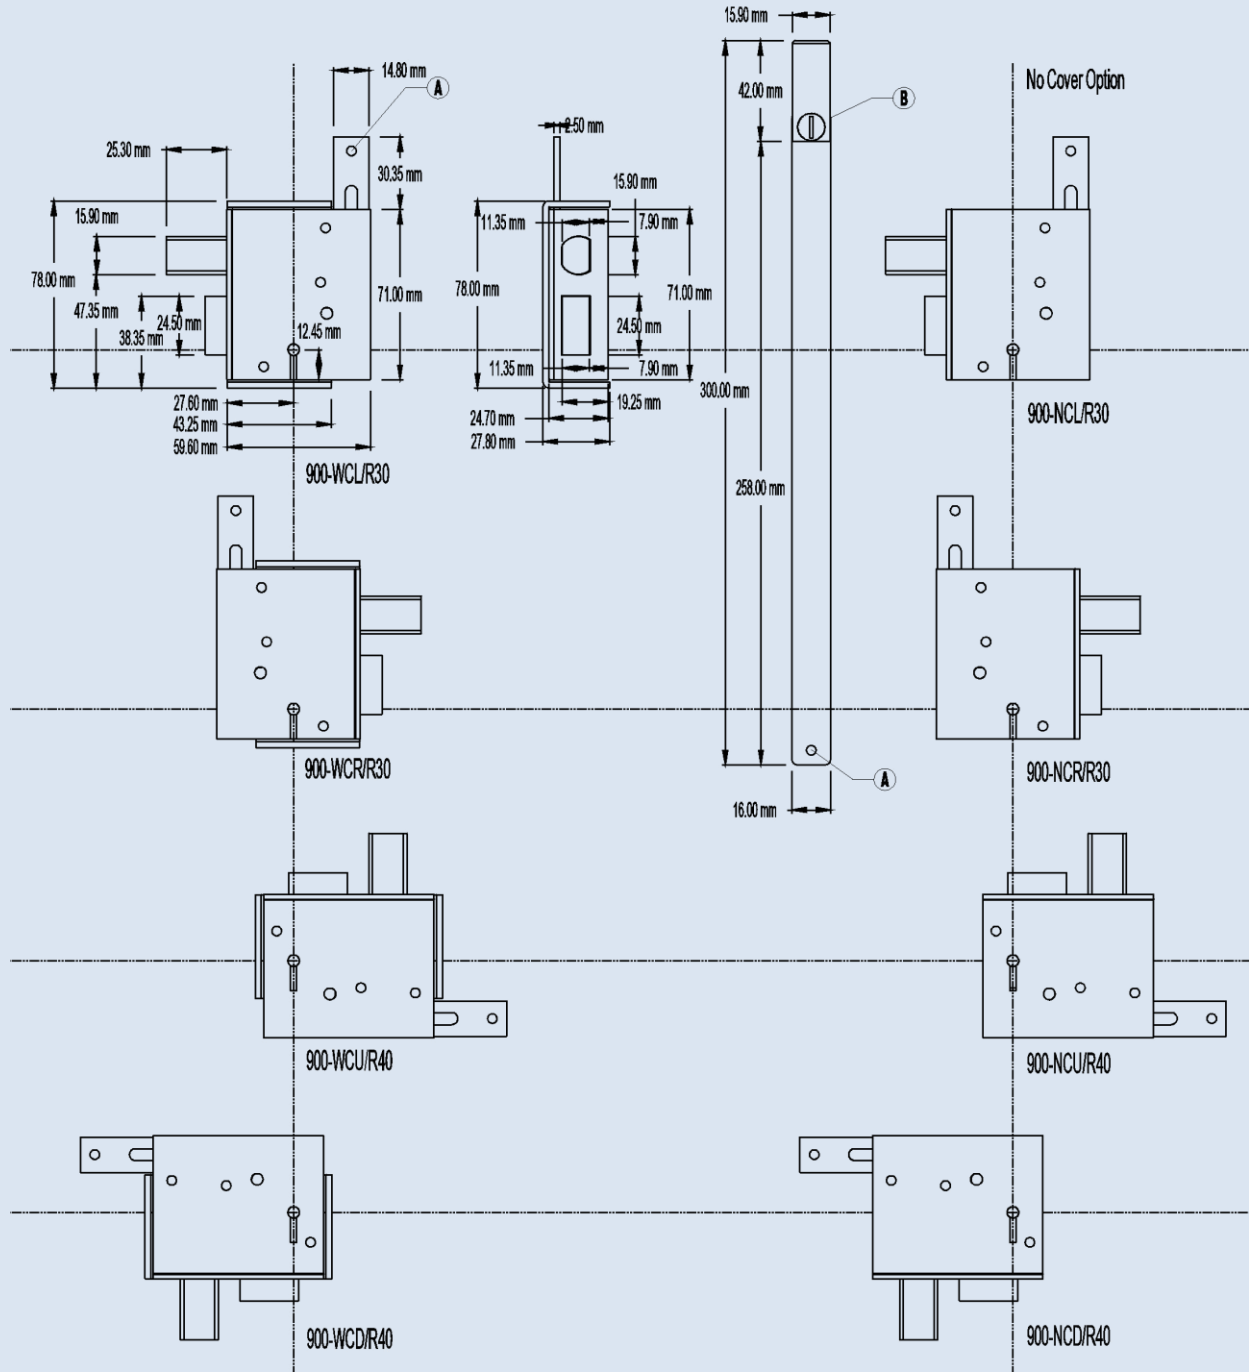 15.90 mm
14.80 mm
A
42.00 mm
B
No Cover Option
2.50 mm
25.30 mm
30.35 mm
15.90 mm
15.90 mm
11.35 mm
7.90 mm
78.00 mm
47.35 mm
71.00 mm
78.00 mm
71.00 mm
24.50 mm
38.35 mm
12.45 mm
24.50 mm
11.35 mm
7.90 mm
300.00 mm
27.60 mm
19.25 mm
43.25 mm
24.70 mm
59.60 mm
27.80 mm
900-WCL/R30
900-NCL/R30
258.00 mm
900-WCR/R30
A
900-NCR/R30
16.00 mm
900-WCU/R40
900-NCU/R40
900-WCD/R40
900-NCD/R40